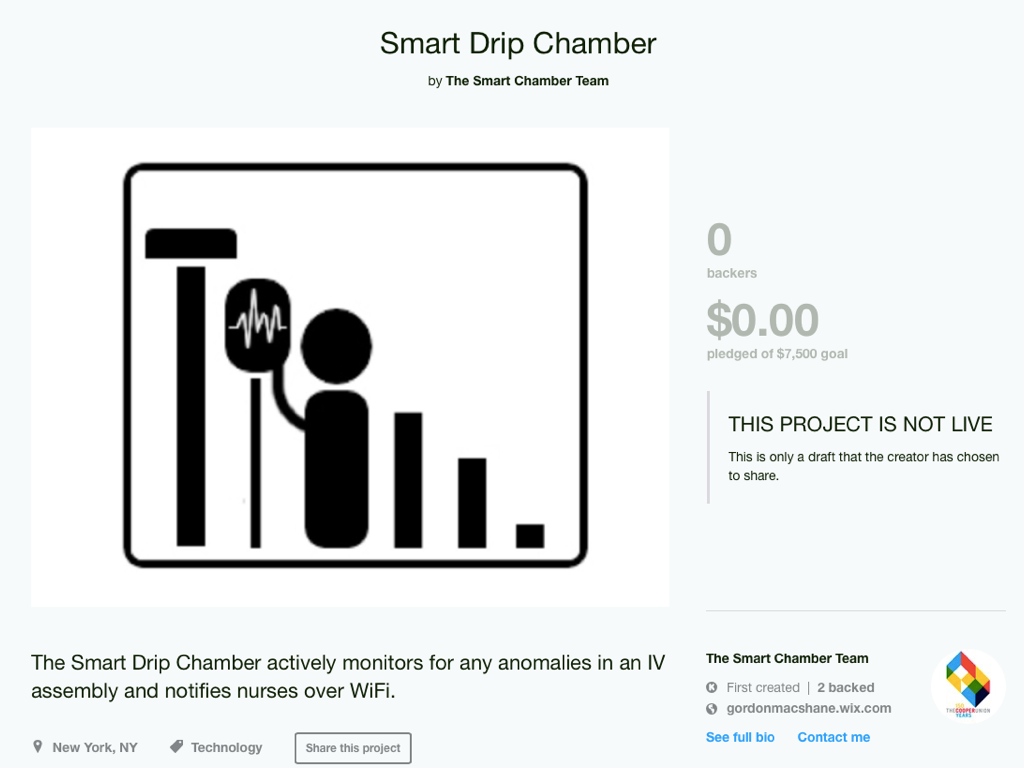 Smart Drip Chamber
by The Smart Chamber Team
0
backers
$0.00
pledged of $7,500 goal
THIS PROJECT IS NOT LIVE
This is only a draft that the creator has chosen
to share.
The Smart Drip Chamber actively monitors for any anomalies in an IV
assembly and notifies nurses over WiFi.
New York, NY
Technology
Share this project
The Smart Chamber Team
First created | 2 backed
gordonmacshane.wix.com
See full bio
Contact me
150
THECOOPERUNION
YEARS